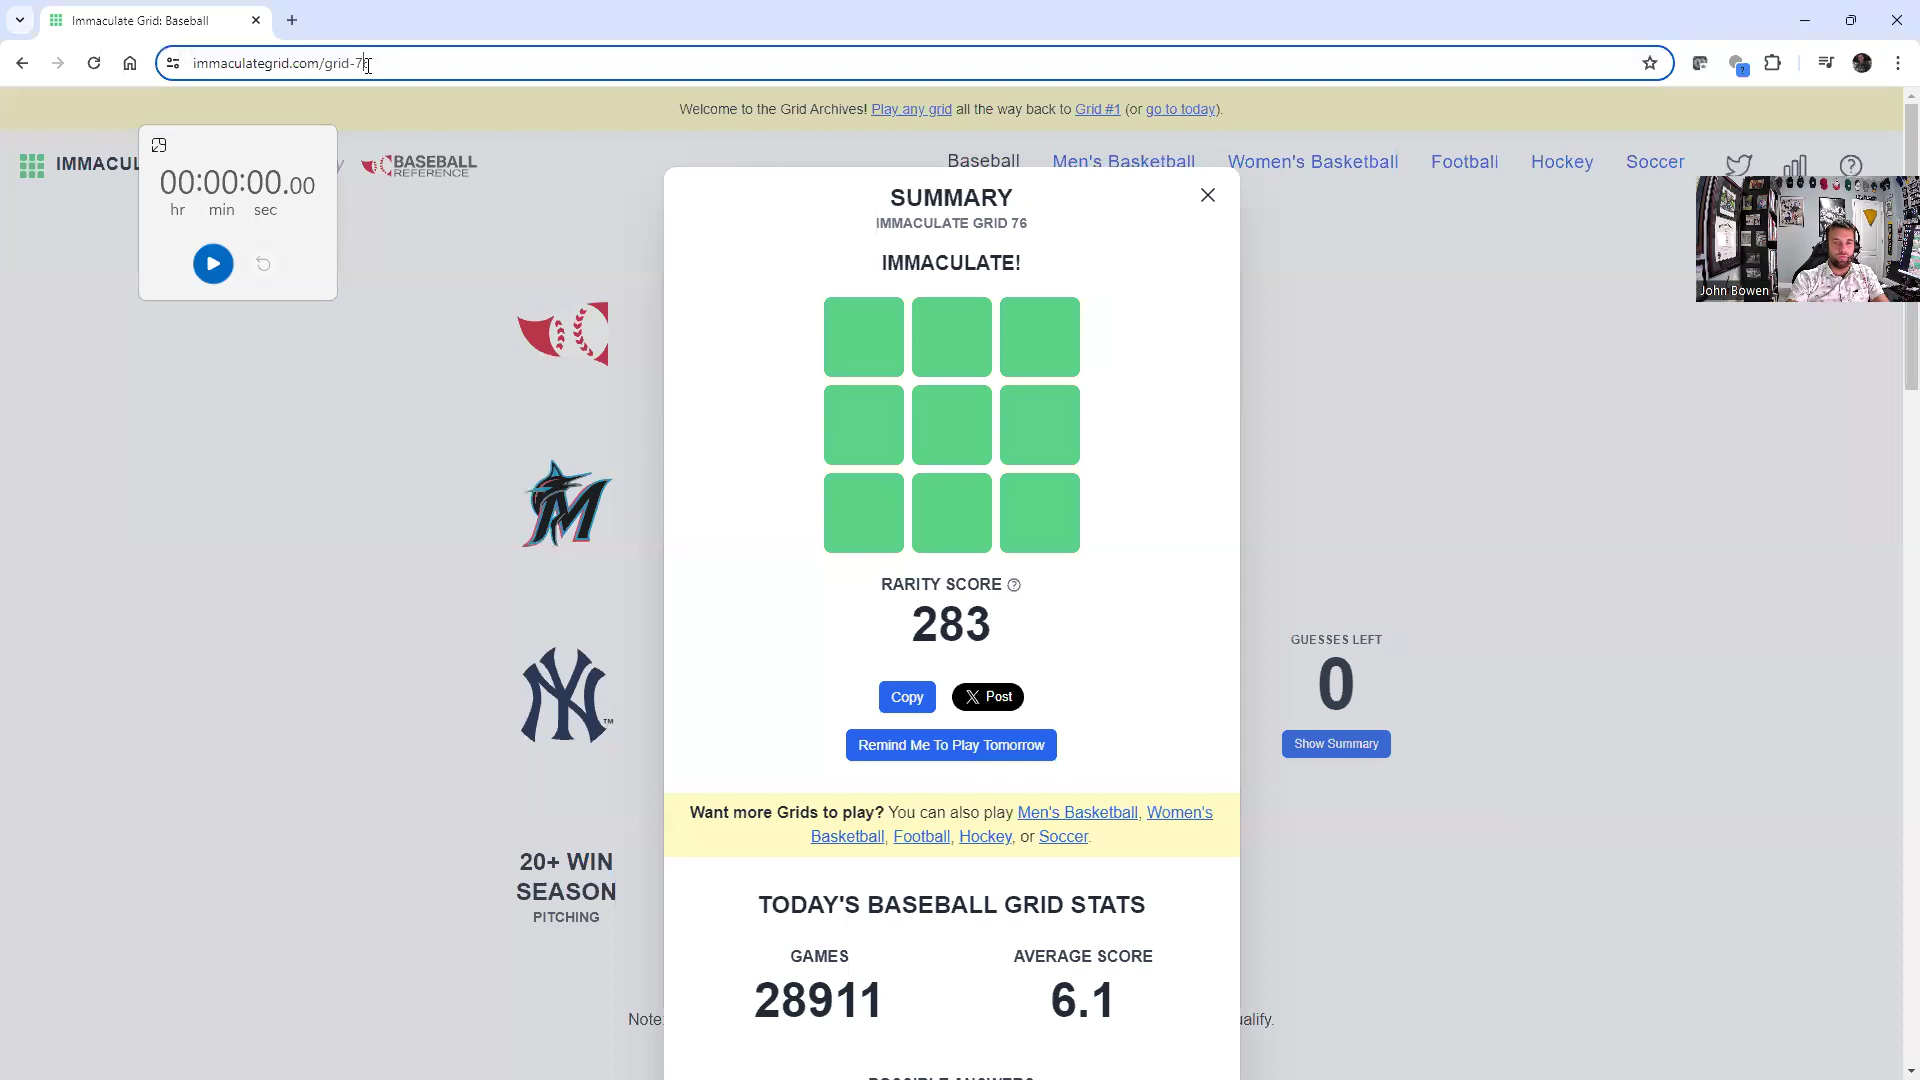 Immaculate Grid: Baseball
immaculategrid.com/grid-7
Welcome to the Grid Archives! Play any grid all the way back to Grid #1 (or go to today).
IMMACUL
BASEBALL
REFERENCE
Baseball
Men's Basketball
Women's Basketball
Football
Hockey
Soccer
00:00:00.00
hr min sec
SUMMARY
IMMACULATE GRID 76
IMMACULATE!
John Bowen
RARITY SCORE
283
Copy
Post
Remind Me To Play Tomorrow
GUESSES LEFT
0
Show Summary
Want more Grids to play? You can also play Men's Basketball, Women's
Basketball, Football, Hockey, or Soccer.
20+ WIN
SEASON
PITCHING
TODAY'S BASEBALL GRID STATS
GAMES
28911
AVERAGE SCORE
6.1
Note:
ualify.
POSSIBLE ANSWERS